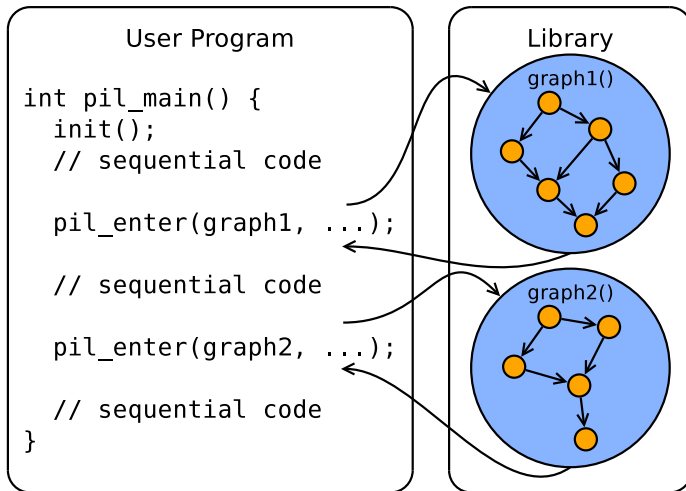 User Program
int pil_main() {
  init();
  // sequential code
  pil_enter(graph1, ...);
  // sequential code
  pil_enter(graph2, ...);
  // sequential code
}
Library
graph1()
graph2()